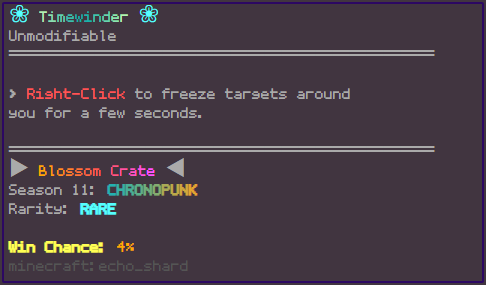 Timewinder
Unmodifiable
> Right-Click to freeze targets around
you for a few seconds.
Blossom Crate
Season 11: CHRONOPUNK
Rarity: RARE
Win Chance: 4%
minecraft:echo_shard